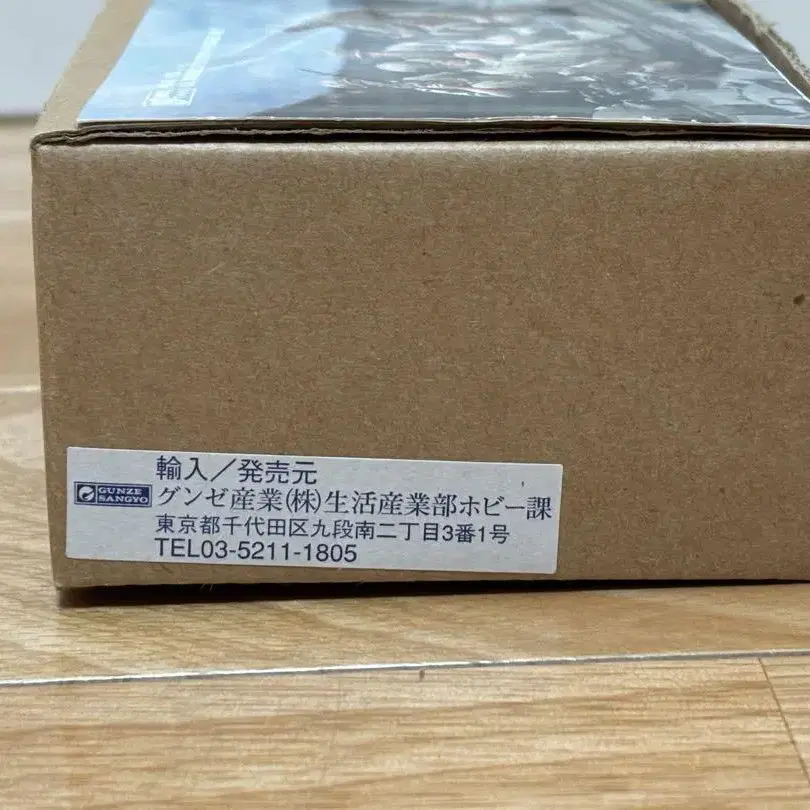 輸入／発売元
GUNZE
SANGYO
グンゼ産業(株)生活産業部ホビー課
東京都千代田区九段南二丁目3番1号
TEL03-5211-1805